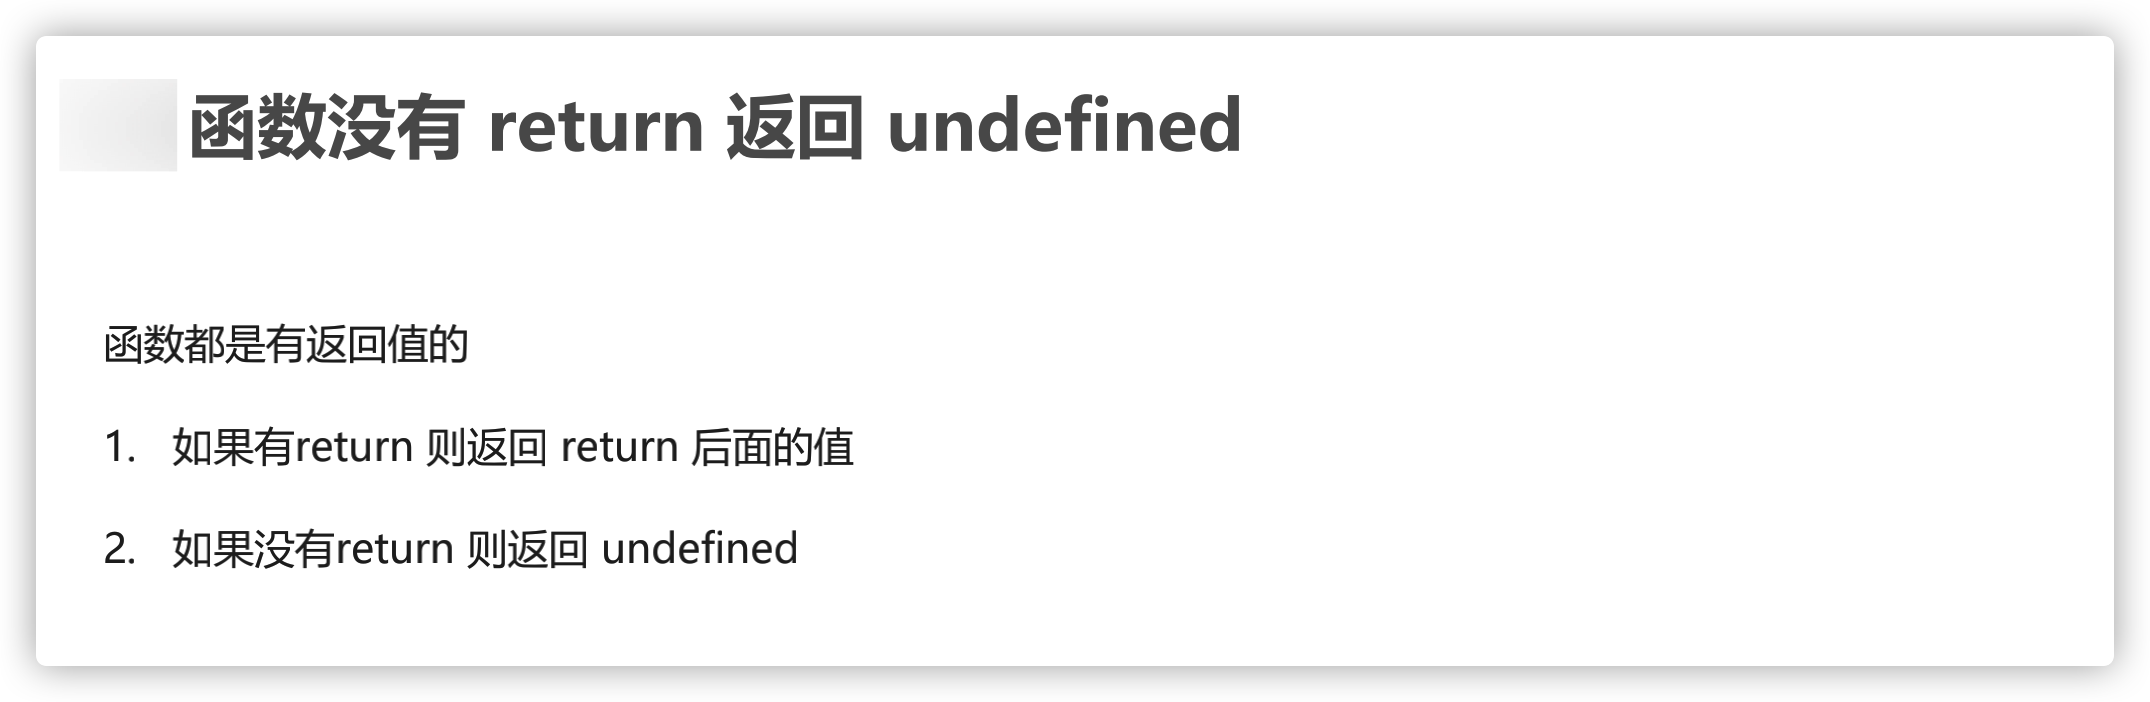 函数没有 return 返回 undefined
函数都是有返回值的
1. 如果有return 则返回 return 后面的值
2. 如果没有return 则返回 undefined